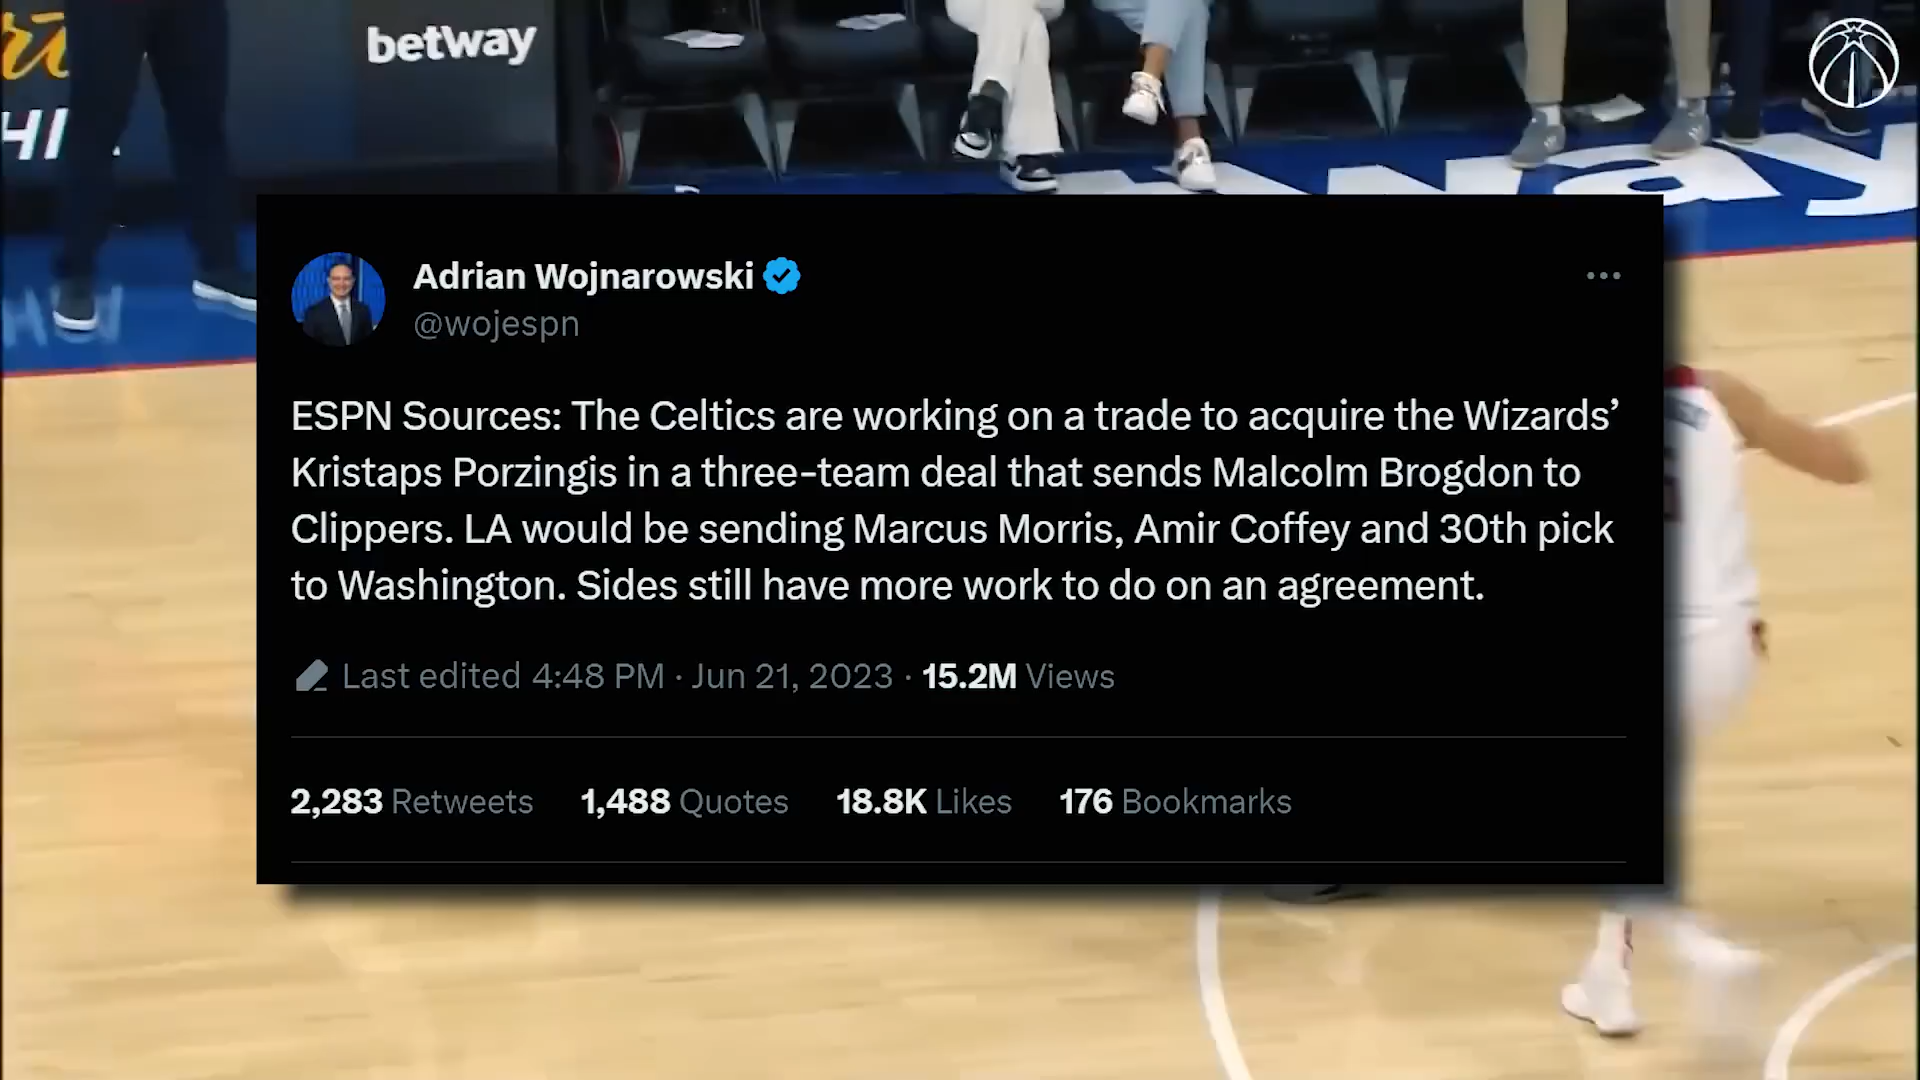 betway
HI
Adrian Wojnarowski
@wojespn
ESPN Sources: The Celtics are working on a trade to acquire the Wizards’
Kristaps Porzingis in a three-team deal that sends Malcolm Brogdon to
Clippers. LA would be sending Marcus Morris, Amir Coffey and 30th pick
to Washington. Sides still have more work to do on an agreement.
Last edited 4:48 PM · Jun 21, 2023 · 15.2M Views
2,283 Retweets 1,488 Quotes 18.8K Likes 176 Bookmarks